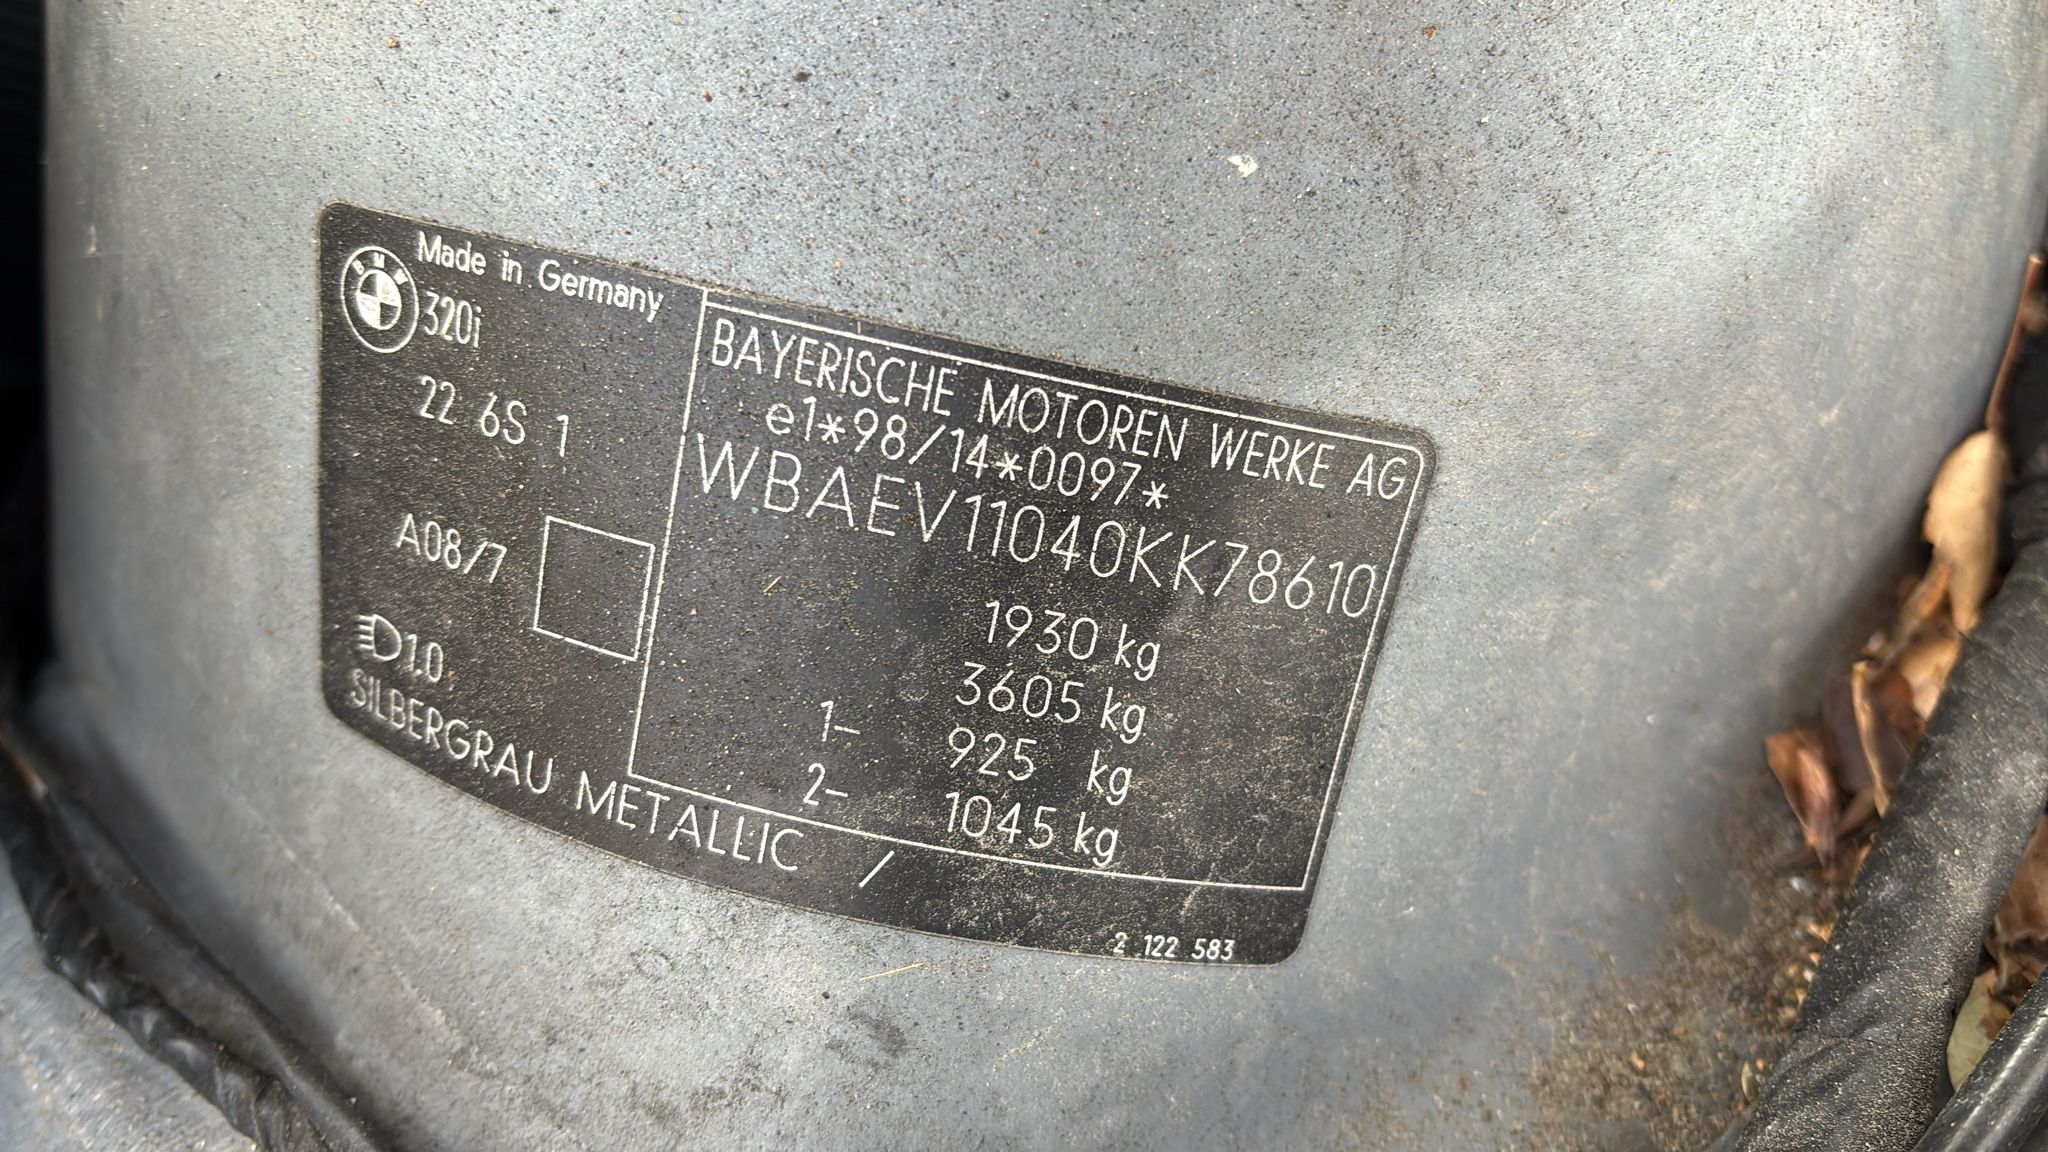 Made in Germany
BMW
320i
22 6S 1
A08/7
1.0
SILBERGRAU METALLIC /
BAYERISCHE MOTOREN WERKE AG
e1*98/14*0097*
WBAEV11040KK78610
1930 kg
3605 kg
1- 925 kg
2- 1045 kg
2 122 583